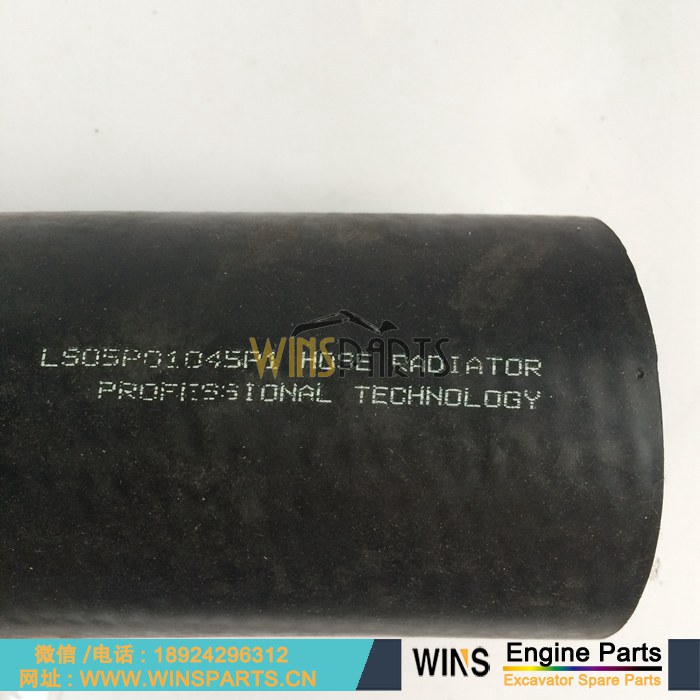 LS05P01045P1 HOSE RADIATOR
PROFESSIONAL TECHNOLOGY
WINSPARTS
微信/电话:18924296312
网址:WWW.WINSPARTS.CN
WINS
Engine Parts
Excavator Spare Parts